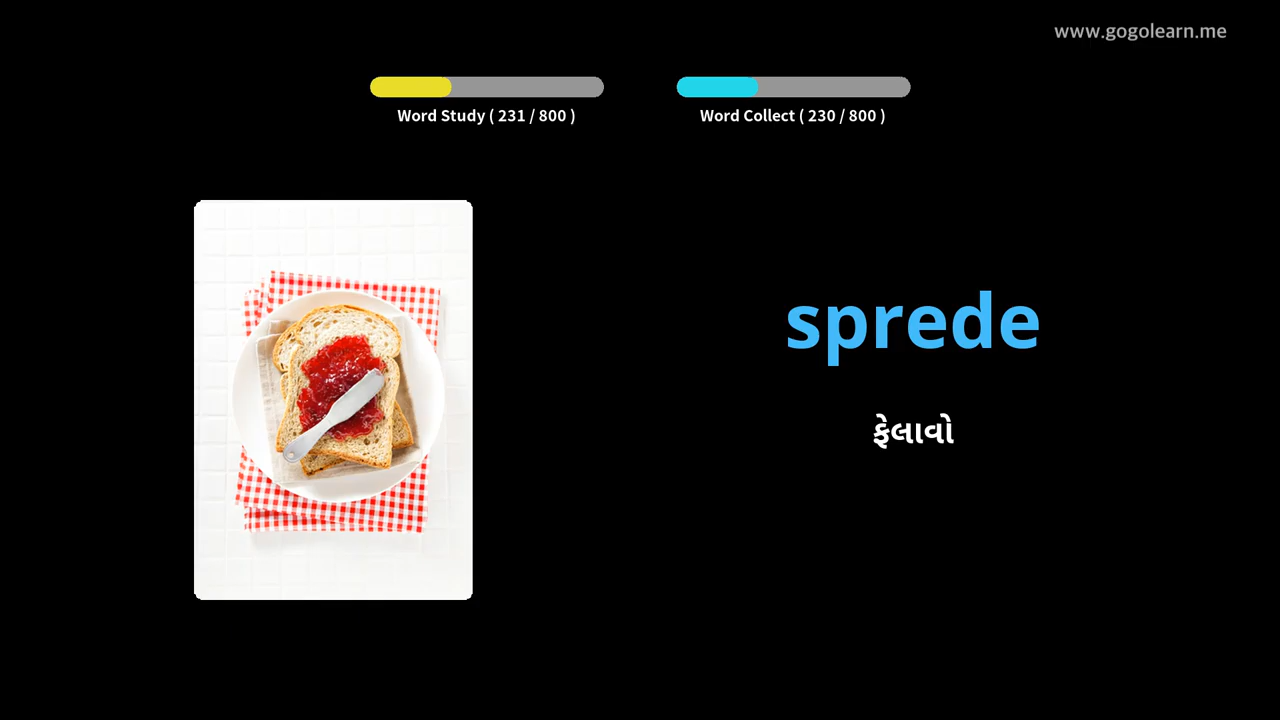 www.gogolearn.me
Word Study ( 231 / 800 )
Word Collect ( 230 / 800 )
sprede
ફેલાવો